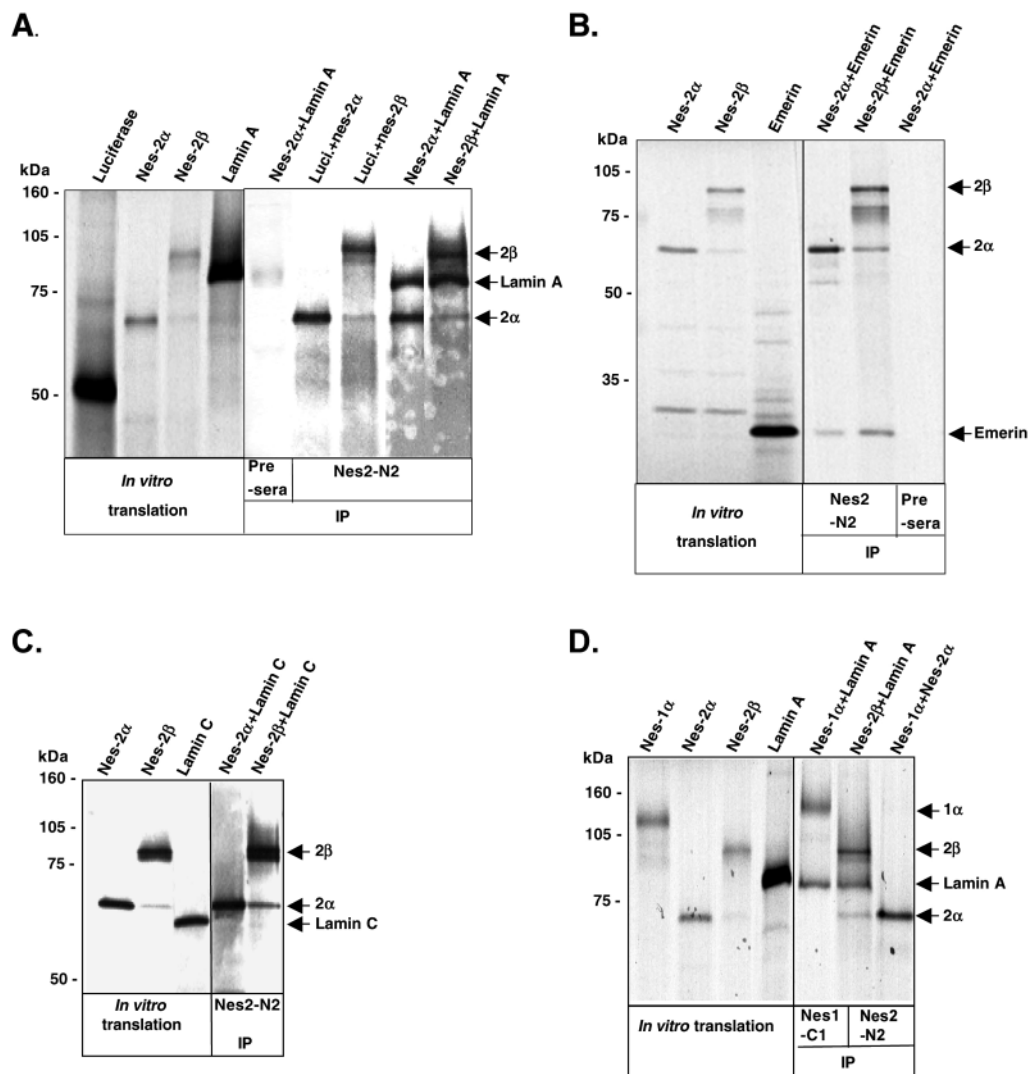 A.
Luciferase
Nes-2α
Nes-2β
Lamin A
Nes-2α+Lamin A
Luci.+nes-2α
Luci.+nes-2β
Nes-2α+Lamin A
Nes-2β+Lamin A
kDa
160 -
105 -
75 -
50 -
2β
Lamin A
2α
In vitro
translation
Pre
-sera
Nes2-N2
IP
B.
Nes-2α
Nes-2β
Emerin
Nes-2α+Emerin
Nes-2β+Emerin
Nes-2α+Emerin
kDa
105 -
75 -
50 -
35 -
2β
2α
Emerin
In vitro
translation
Nes2
-N2
Pre
-sera
IP
C.
Nes-2α
Nes-2β
Lamin C
Nes-2α+Lamin C
Nes-2β+Lamin C
kDa
160 -
105 -
75 -
50 -
2β
2α
Lamin C
In vitro
translation
Nes2-N2
IP
D.
Nes-1α
Nes-2α
Nes-2β
Lamin A
Nes-1α+Lamin A
Nes-2β+Lamin A
Nes-1α+Nes-2α
kDa
160 -
105 -
75 -
1α
2β
Lamin A
2α
In vitro translation
Nes1
-C1
Nes2
-N2
IP